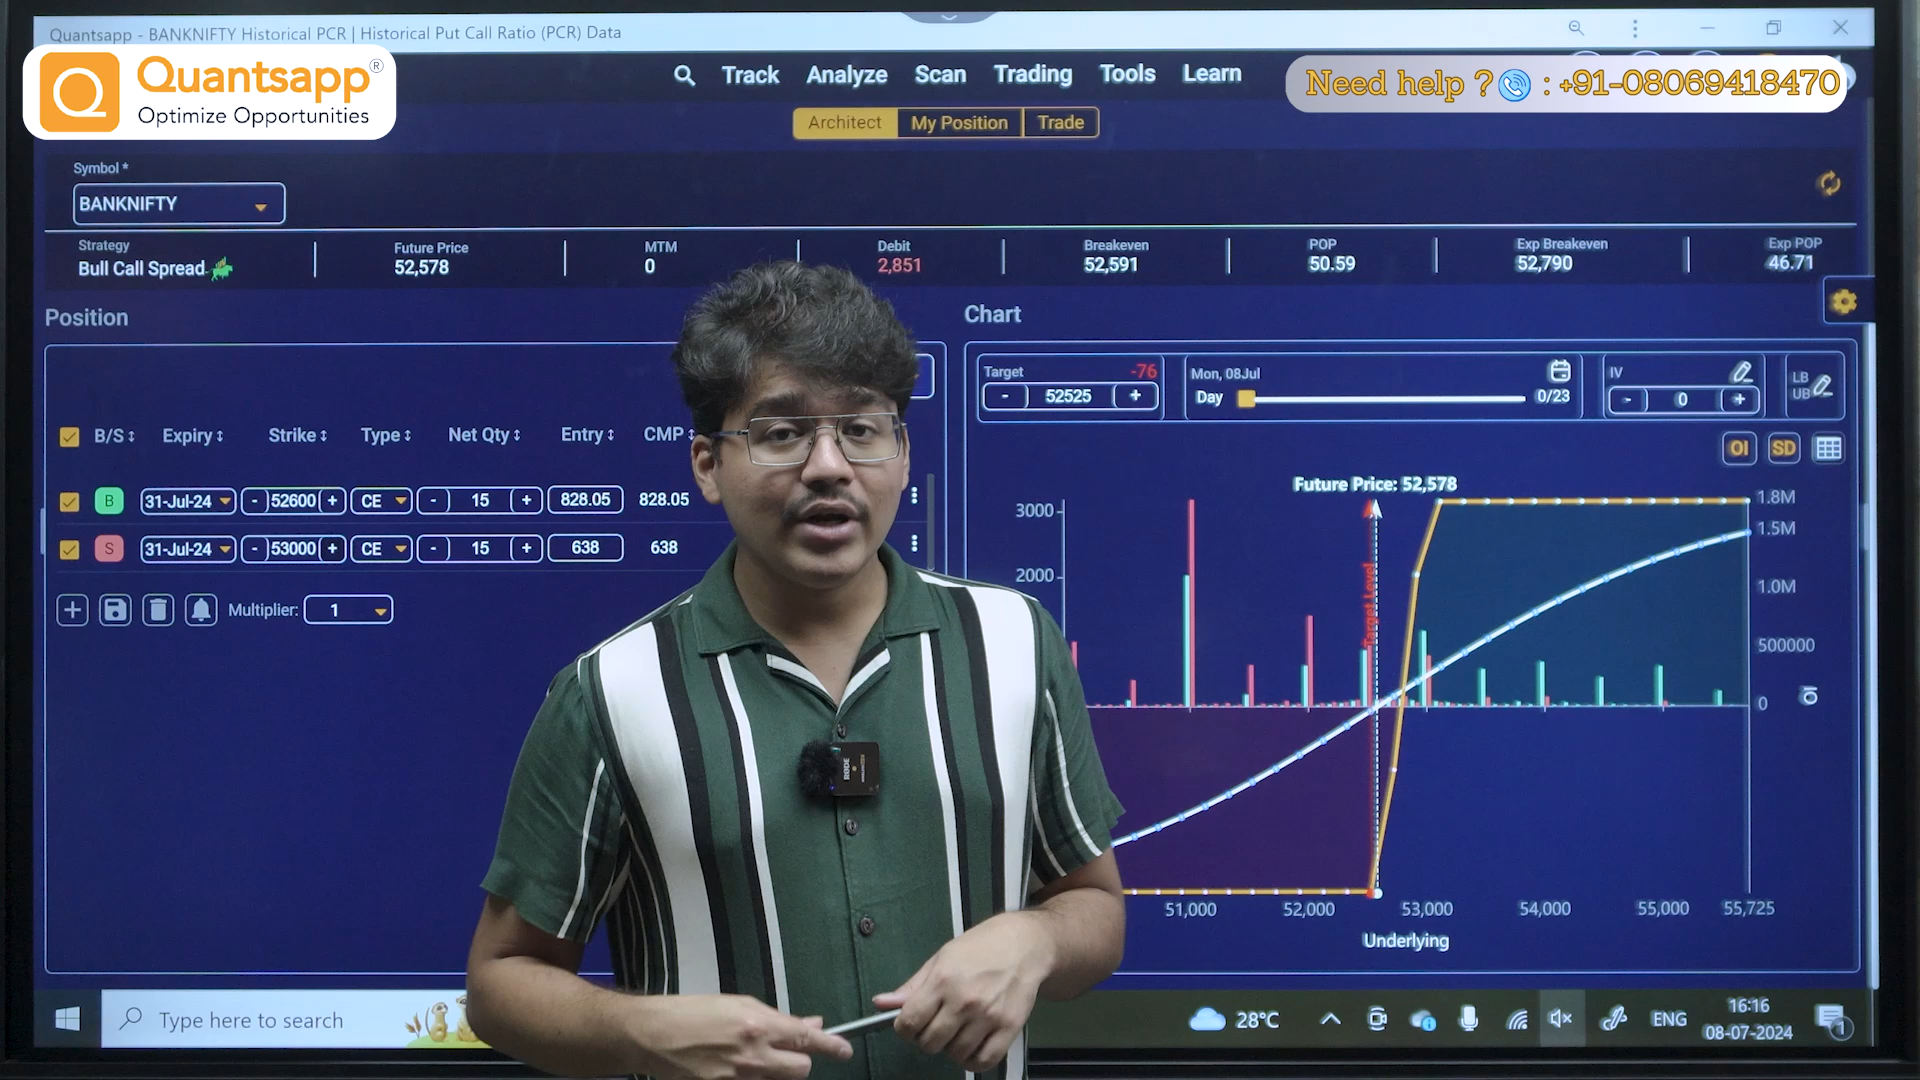 Quantsapp - BANKNIFTY Historical PCR | Historical Put Call Ratio (PCR) Data
Quantsapp®
Optimize Opportunities
Track Analyze Scan Trading Tools Learn
Need help ? : +91-08069418470
Architect My Position Trade
Symbol *
BANKNIFTY
Strategy
Bull Call Spread
Future Price
52,578
MTM
0
Debit
2,851
Breakeven
52,591
POP
50.59
Exp Breakeven
52,790
Exp POP
46.71
Position
B/S Expiry Strike Type Net Qty Entry CMP
B 31-Jul-24 - 52600 + CE - 15 + 828.05 828.05
S 31-Jul-24 - 53000 + CE - 15 + 638 638
Multiplier: 1
Chart
Target -76
- 52525 +
Mon, 08Jul
Day 0/23
IV
- 0 +
LB
UB
OI SD
Future Price: 52,578
3000
2000
Target Level
1.8M
1.5M
1.0M
500000
0
OI
51,000 52,000 53,000 54,000 55,000 55,725
Underlying
RØDE
Type here to search
28°C
ENG
16:16
08-07-2024
1